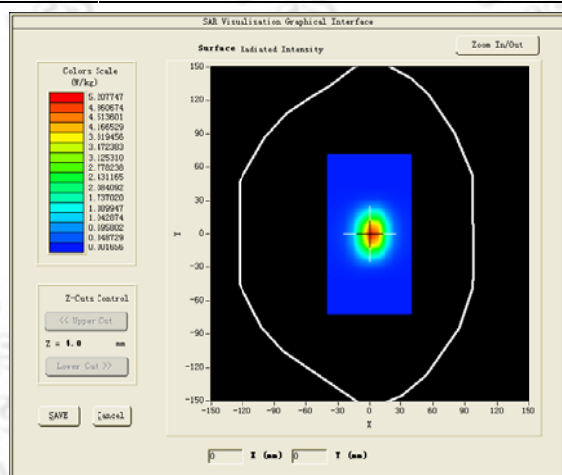 SAR Visualisation Graphical Interface
Surface Radiated Intensity
Zoom In/Out
Colors Scale
(W/kg)
5.207747
4.860674
4.513601
4.166529
3.819456
3.472383
3.125310
2.778238
2.431165
2.084092
1.737020
1.389947
1.042874
0.695802
0.348729
0.001656
150
120
90
60
30
0
-30
-60
-90
-120
-150
Y
-150 -120 -90 -60 -30 0 30 60 90 120 150
X
Z-Cuts Control
<< Upper Cut
Z = 4.0 mm
Lower Cut >>
SAVE Cancel
0 X (mm) 0 Y (mm)